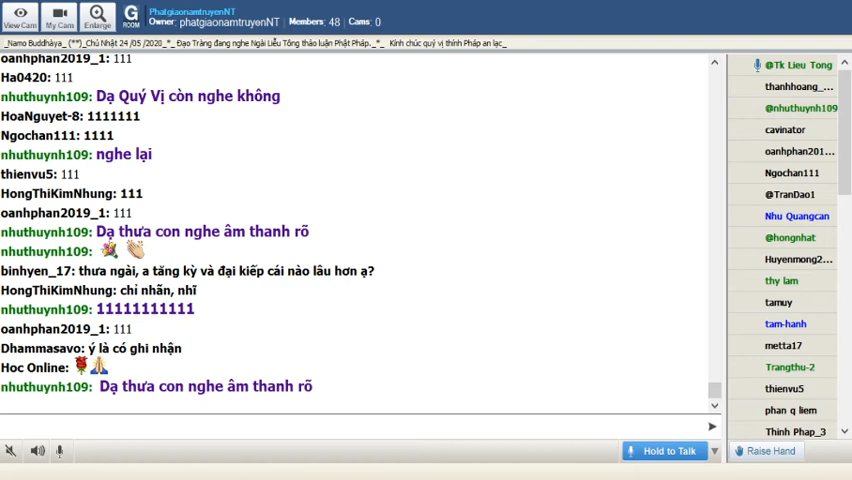 View Cam
My Cam
Enlarge
G
ROOM
PhatgiaonamtruyenNT
Owner: phatgiaonamtruyenNT Members: 48 Cams: 0
_Namo Buddhàya_ (**)_Chủ Nhật 24 /05 /2020_*_ Đạo Tràng đang nghe Ngài Liễu Tông thảo luận Phật Pháp._*_ Kính chúc quý vị thính Pháp an lạc_
oanhphan2019_1: 111
Ha0420: 111
nhuthuynh109: Dạ Quý Vị còn nghe không
HoaNguyet-8: 1111111
Ngochan111: 1111
nhuthuynh109: nghe lại
thienvu5: 111
HongThiKimNhung: 111
oanhphan2019_1: 111
nhuthuynh109: Dạ thưa con nghe âm thanh rõ
nhuthuynh109:
binhyen_17: thưa ngài, a tăng kỳ và đại kiếp cái nào lâu hơn ạ?
HongThiKimNhung: chỉ nhãn, nhĩ
nhuthuynh109: 11111111111
oanhphan2019_1: 111
Dhammasavo: ý là có ghi nhận
Hoc Online:
nhuthuynh109: Dạ thưa con nghe âm thanh rõ
@Tk Lieu Tong
thanhhoang_...
@nhuthuynh109
cavinator
oanhphan201...
Ngochan111
@TranDao1
Nhu Quangcan
@hongnhat
Huyenmong2...
thy lam
tamuy
tam-hanh
metta17
Trangthu-2
thienvu5
phan q liem
Thinh Phap_3
Hold to Talk
Raise Hand